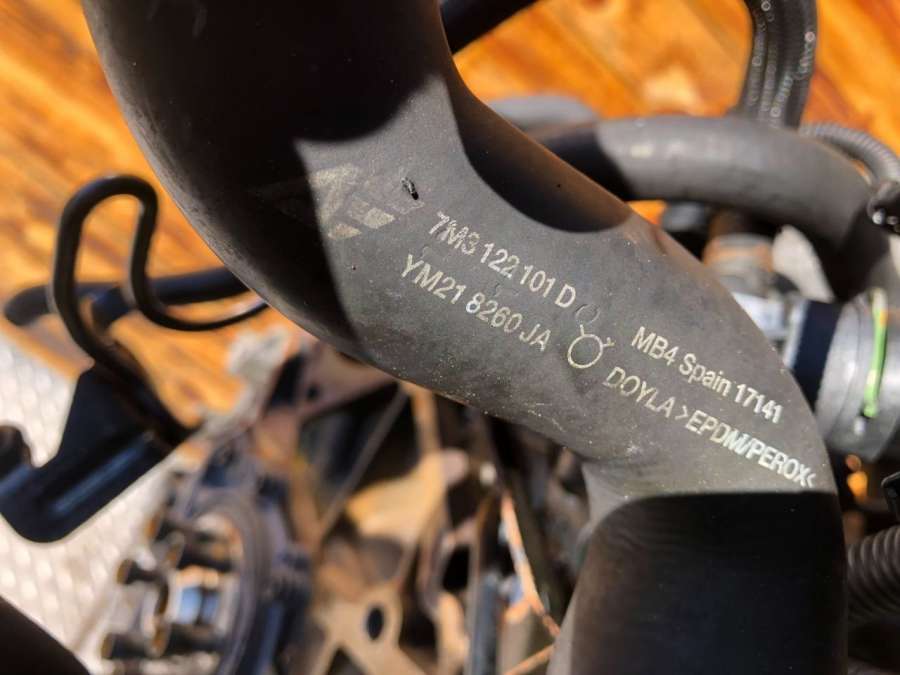 7M3 122 101 D
YM21 8260 JA
MB4 Spain 17141
DOYLA >EPDM/PEROX<